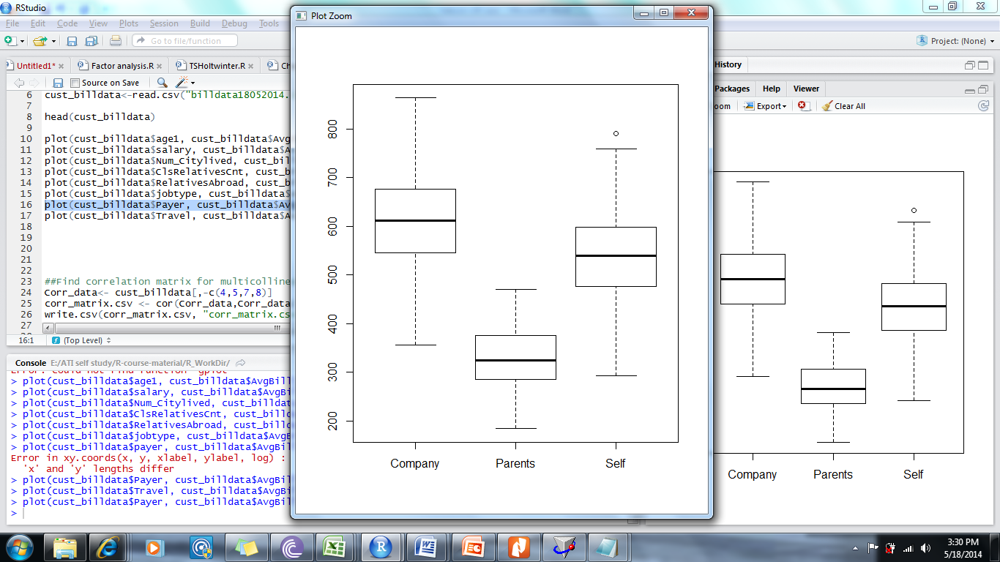 RStudio
File Edit Code View Plots Session Build Debug Tools
Go to file/function
Project: (None)
Untitled1* Factor analysis.R TSHoltwinter.R Ch
Source on Save
6 cust_billdata<-read.csv("billdata18052014.
7
8 head(cust_billdata)
9
10 plot(cust_billdata$age1, cust_billdata$Avg
11 plot(cust_billdata$salary, cust_billdata$A
12 plot(cust_billdata$Num_Citylived, cust_bil
13 plot(cust_billdata$ClsRelativesCnt, cust_b
14 plot(cust_billdata$RelativesAbroad, cust_b
15 plot(cust_billdata$jobtype, cust_billdata$
16 plot(cust_billdata$Payer, cust_billdata$Av
17 plot(cust_billdata$Travel, cust_billdata$A
18
19
20
21
22
23 ##Find correlation matrix for multicolline
24 Corr_data<- cust_billdata[,-c(4,5,7,8)]
25 corr_matrix.csv <- cor(Corr_data,Corr_data
26 write.csv(corr_matrix.csv, "corr_matrix.cs
27
16:1 (Top Level)
Console E:/ATI self study/R-course-material/R_WorkDir/
> plot(cust_billdata$age1, cust_billdata$AvgBill
> plot(cust_billdata$salary, cust_billdata$AvgBi
> plot(cust_billdata$Num_Citylived, cust_billdat
> plot(cust_billdata$ClsRelativesCnt, cust_billd
> plot(cust_billdata$RelativesAbroad, cust_billd
> plot(cust_billdata$jobtype, cust_billdata$AvgB
> plot(cust_billdata$payer, cust_billdata$AvgBil
Error in xy.coords(x, y, xlabel, ylabel, log) :
'x' and 'y' lengths differ
> plot(cust_billdata$Payer, cust_billdata$AvgBil
> plot(cust_billdata$Travel, cust_billdata$AvgBi
> plot(cust_billdata$Payer, cust_billdata$AvgBil
>
Plot Zoom
800
700
600
500
400
300
200
Company Parents Self
History
Packages Help Viewer
oom Export Clear All
Company Parents Self
3:30 PM
5/18/2014